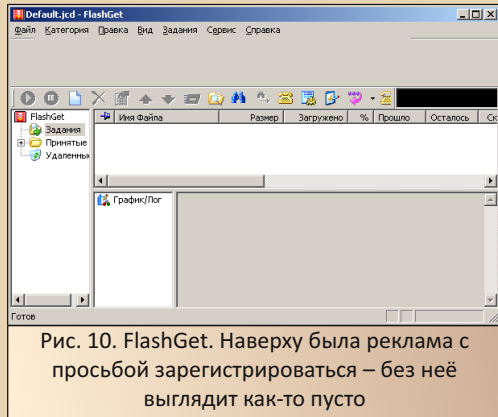 Default.jcd - FlashGet
Файл Категория Правка Вид Задания Сервис Справка
FlashGet
Задания
Принятые
Удаленны
Имя Файла Размер Загружено % Прошло Осталось Ск
График/Лог
Готов
Рис. 10. FlashGet. Наверху была реклама с
просьбой зарегистрироваться – без неё
выглядит как-то пусто